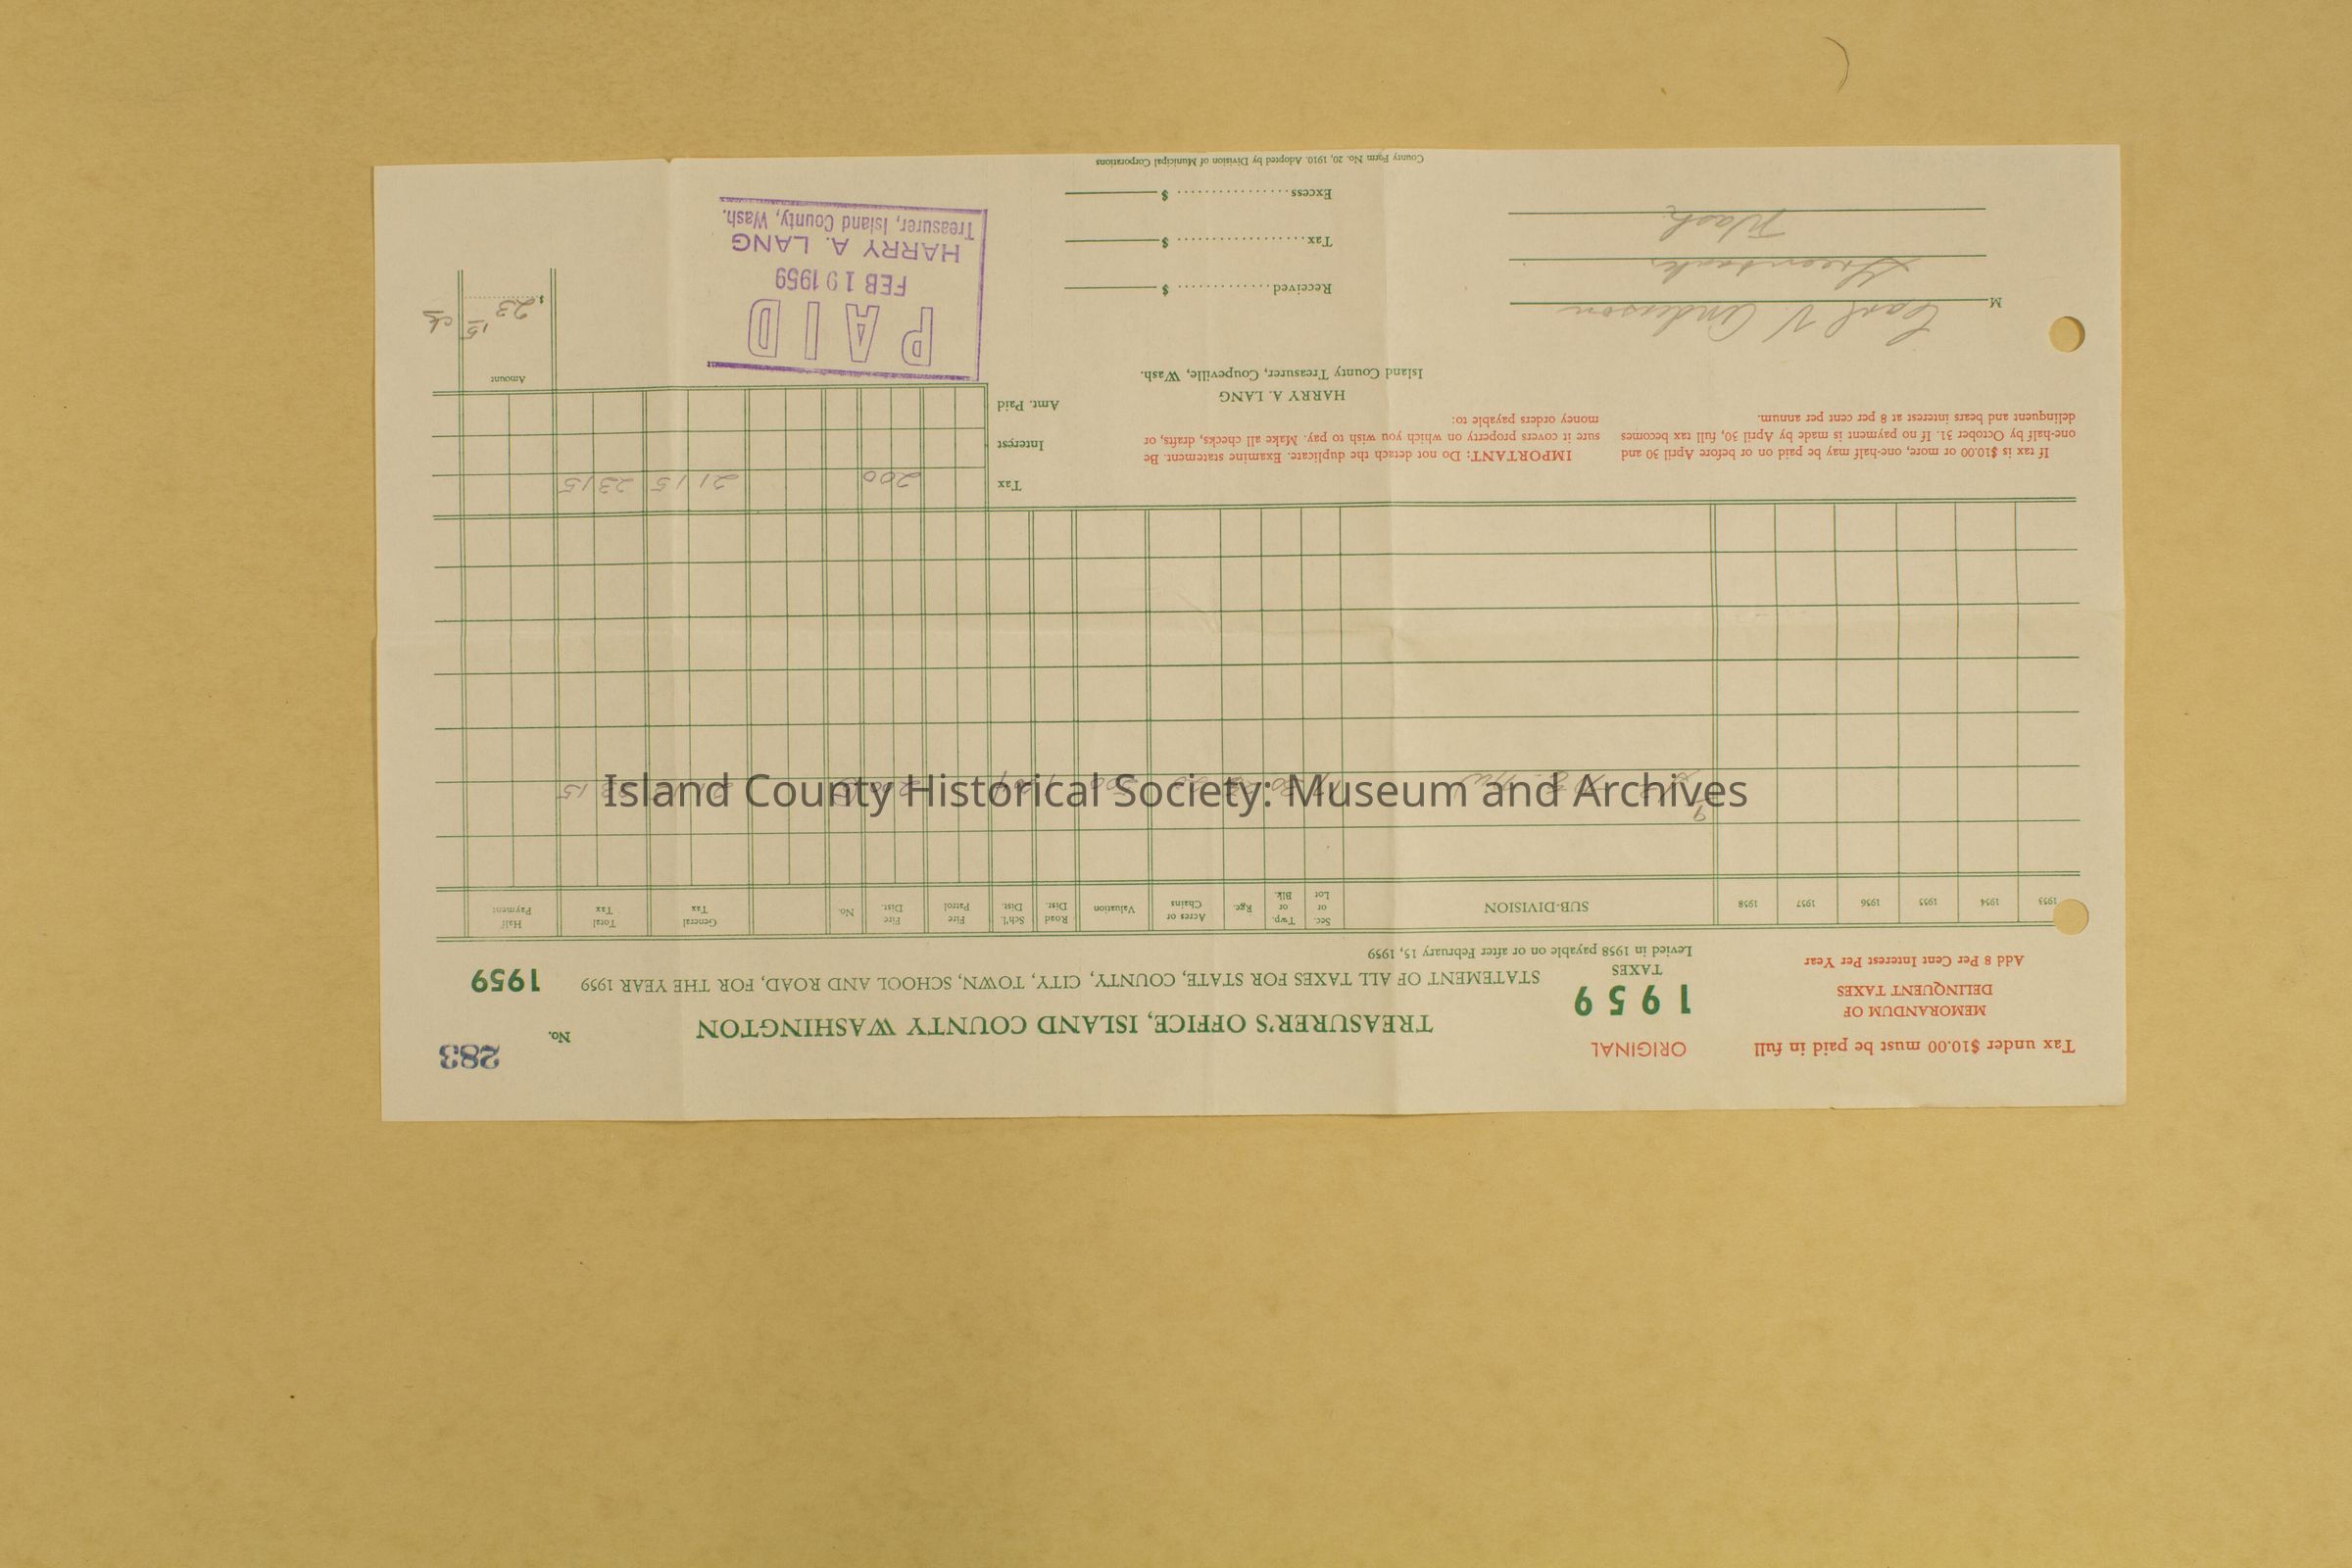 Tax under $10.00 must be paid in full
MEMORANDUM OF
DELINQUENT TAXES
Add 8 Per Cent Interest Per Year
ORIGINAL
1959
TAXES
TREASURER'S OFFICE, ISLAND COUNTY WASHINGTON
STATEMENT OF ALL TAXES FOR STATE, COUNTY, CITY, TOWN, SCHOOL AND ROAD, FOR THE YEAR 1959
Levied in 1958 payable on or after February 15, 1959
No. 283
1959
1953 1954 1955 1956 1957 1958 SUB-DIVISION Sec. or Lot Twp. or Blk. Rge. Acres or Chains Valuation Road Dist. Sch'l. Dist. Fire Patrol Fire Dist. No. General Tax Total Tax Half Payment
Island County Historical Society: Museum and Archives
Tax 200 21 15 23 15
Interest
Amt. Paid
If tax is $10.00 or more, one-half may be paid on or before April 30 and
one-half by October 31. If no payment is made by April 30, full tax becomes
delinquent and bears interest at 8 per cent per annum.
IMPORTANT: Do not detach the duplicate. Examine statement. Be
sure it covers property on which you wish to pay. Make all checks, drafts, or
money orders payable to:
HARRY A. LANG
Island County Treasurer, Coupeville, Wash.
M Carl V. Anderson
Greenbank
Wash.
Received $
Tax $
Excess $
PAID
FEB 19 1959
HARRY A. LANG
Treasurer, Island County, Wash.
Amount
$ 23 15 ck
County Form No. 20, 1910. Adopted by Division of Municipal Corporations